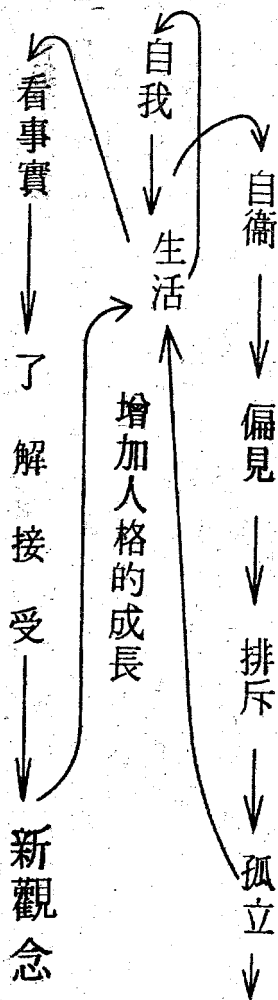 自衞
偏見
排斥
孤立
自我
生活
增加人格的成長
看事實
了解接受
新觀念